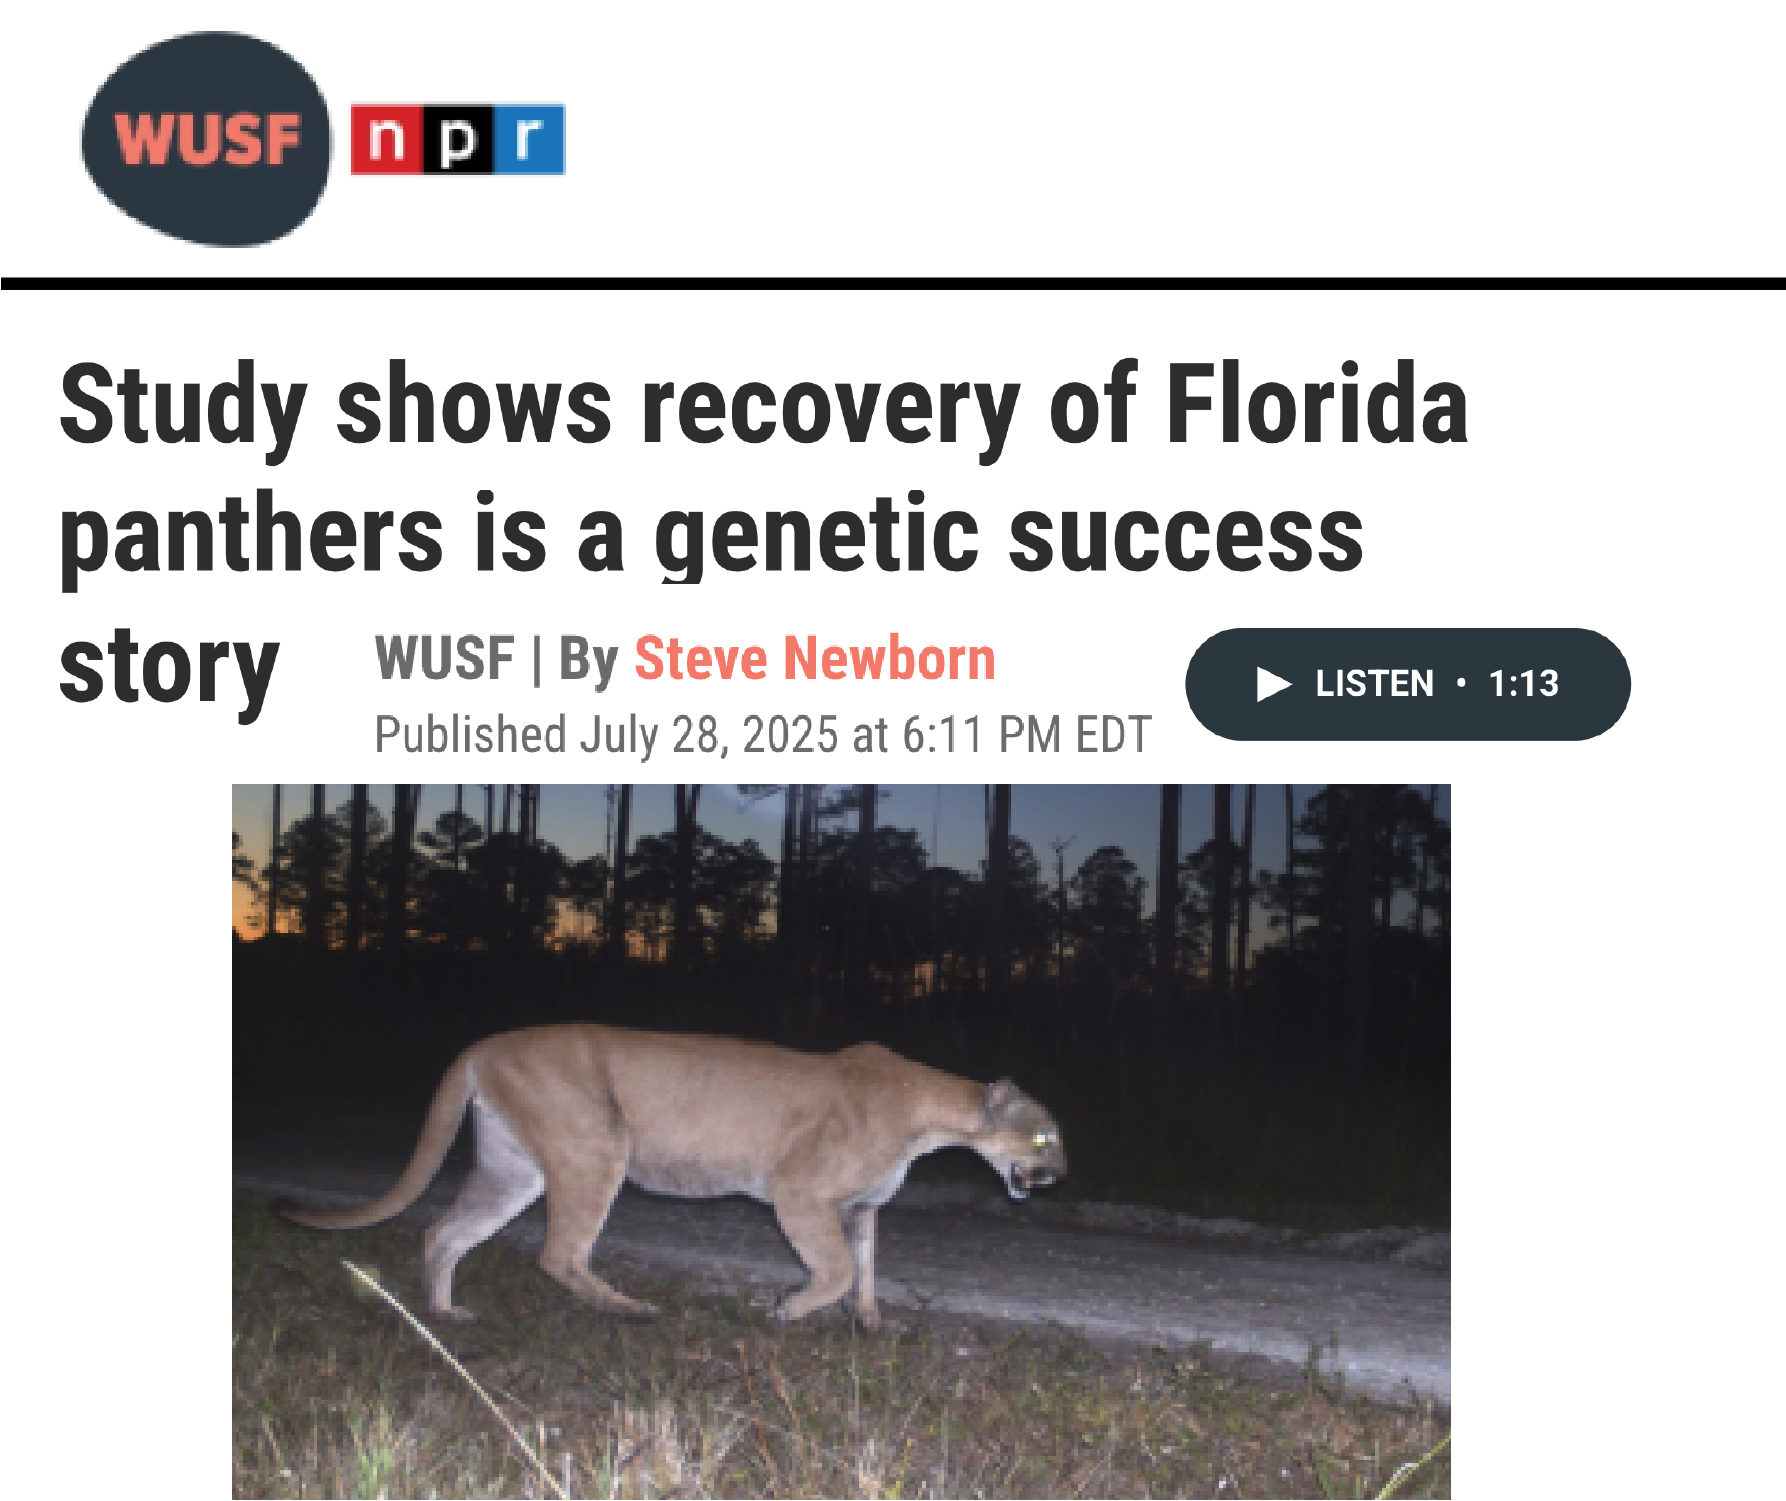 WUSF npr
Study shows recovery of Florida
panthers is a genetic success
story
WUSF | By Steve Newborn
Published July 28, 2025 at 6:11 PM EDT
LISTEN • 1:13